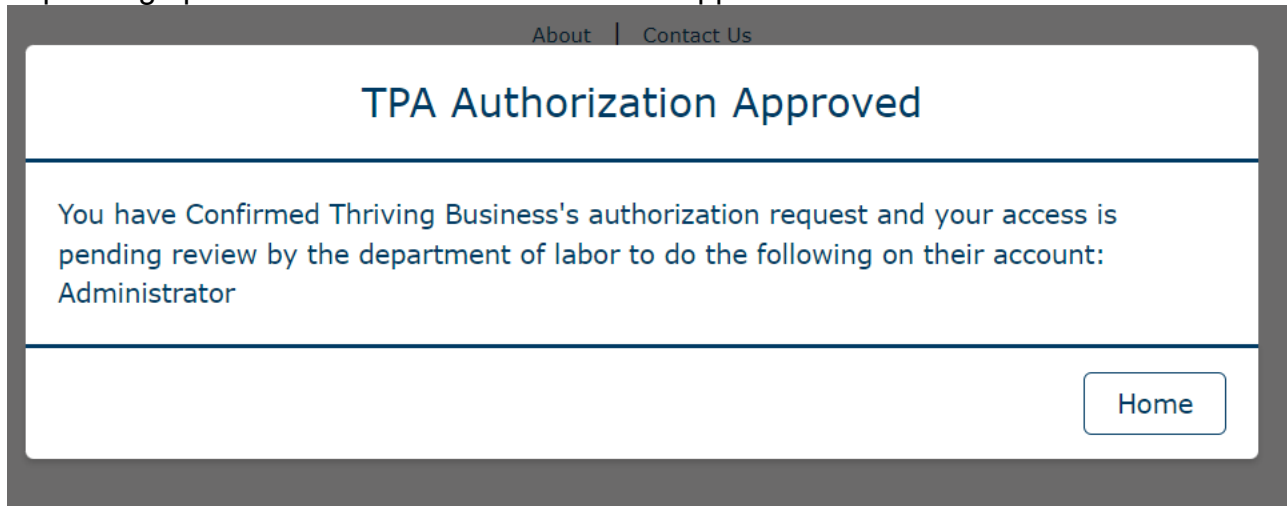 About | Contact Us
TPA Authorization Approved
You have Confirmed Thriving Business's authorization request and your access is
pending review by the department of labor to do the following on their account:
Administrator
Home